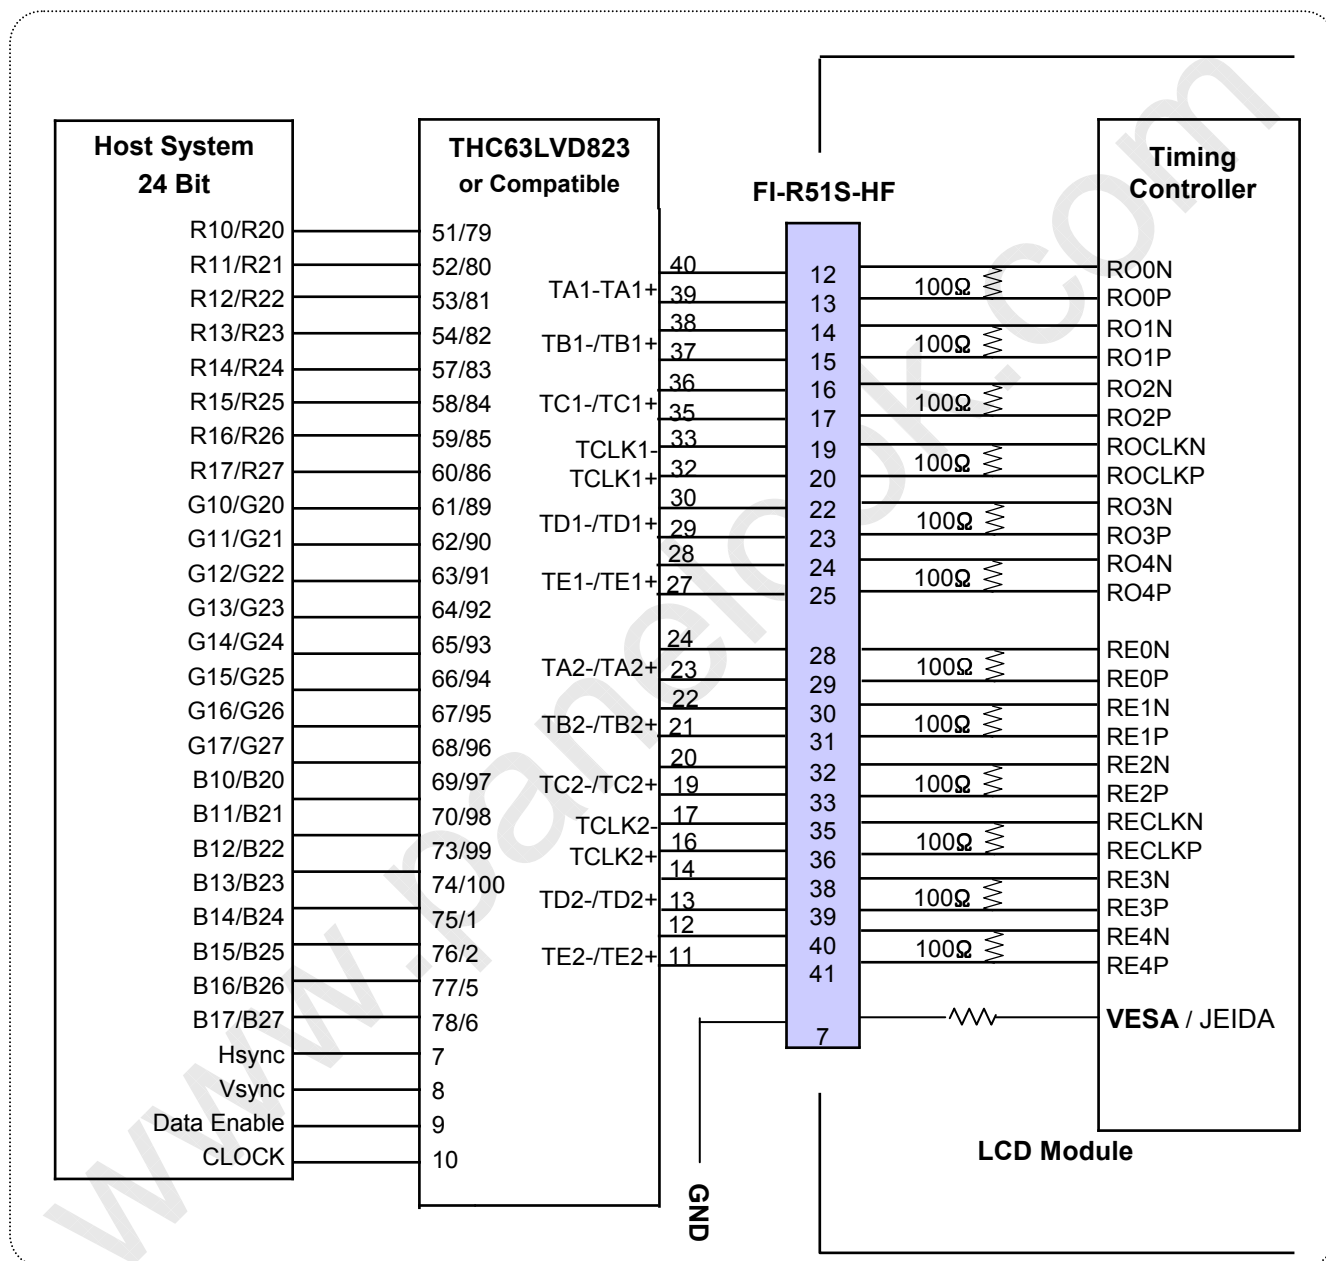 Host System
24 Bit
R10/R20
R11/R21
R12/R22
R13/R23
R14/R24
R15/R25
R16/R26
R17/R27
G10/G20
G11/G21
G12/G22
G13/G23
G14/G24
G15/G25
G16/G26
G17/G27
B10/B20
B11/B21
B12/B22
B13/B23
B14/B24
B15/B25
B16/B26
B17/B27
Hsync
Vsync
Data Enable
CLOCK
THC63LVD823
or Compatible
51/79
52/80
53/81
54/82
57/83
58/84
59/85
60/86
61/89
62/90
63/91
64/92
65/93
66/94
67/95
68/96
69/97
70/98
73/99
74/100
75/1
76/2
77/5
78/6
7
8
9
10
TA1-TA1+
TB1-/TB1+
TC1-/TC1+
TCLK1-
TCLK1+
TD1-/TD1+
TE1-/TE1+
TA2-/TA2+
TB2-/TB2+
TC2-/TC2+
TCLK2-
TCLK2+
TD2-/TD2+
TE2-/TE2+
40
39
38
37
36
35
33
32
30
29
28
27
24
23
22
21
20
19
17
16
14
13
12
11
GND
FI-R51S-HF
12
13
14
15
16
17
19
20
22
23
24
25
28
29
30
31
32
33
35
36
38
39
40
41
7
100Ω
100Ω
100Ω
100Ω
100Ω
100Ω
100Ω
100Ω
100Ω
100Ω
100Ω
100Ω
Timing
Controller
RO0N
RO0P
RO1N
RO1P
RO2N
RO2P
ROCLKN
ROCLKP
RO3N
RO3P
RO4N
RO4P
RE0N
RE0P
RE1N
RE1P
RE2N
RE2P
RECLKN
RECLKP
RE3N
RE3P
RE4N
RE4P
VESA / JEIDA
LCD Module
www.panelook.com